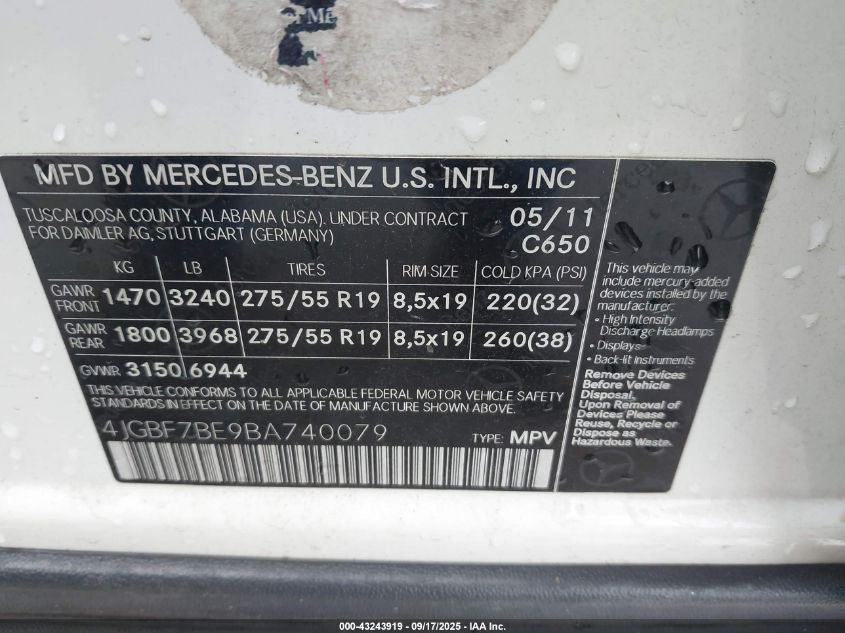 MFD BY MERCEDES-BENZ U.S. INTL., INC
TUSCALOOSA COUNTY, ALABAMA (USA). UNDER CONTRACT
FOR DAIMLER AG, STUTTGART (GERMANY)
05/11
C650
KG LB TIRES RIM-SIZE COLD KPA (PSI)
GAWR FRONT 1470 3240 275/55 R19 8,5x19 220(32)
GAWR REAR 1800 3968 275/55 R19 8,5x19 260(38)
GVWR 3150 6944
THIS VEHICLE CONFORMS TO ALL APPLICABLE FEDERAL MOTOR VEHICLE SAFETY
STANDARDS IN EFFECT ON THE DATE OF MANUFACTURE SHOWN ABOVE.
4JGBF7BE9BA740079
TYPE: MPV
This vehicle may
include mercury-added
devices installed by the
manufacturer:
• High Intensity
Discharge Headlamps
• Displays
• Back-lit Instruments
Remove Devices
Before Vehicle
Disposal.
Upon Removal of
Devices Please
Reuse, Recycle or
Dispose as
Hazardous Waste.
000-43243919 - 09/17/2025 - IAA Inc.